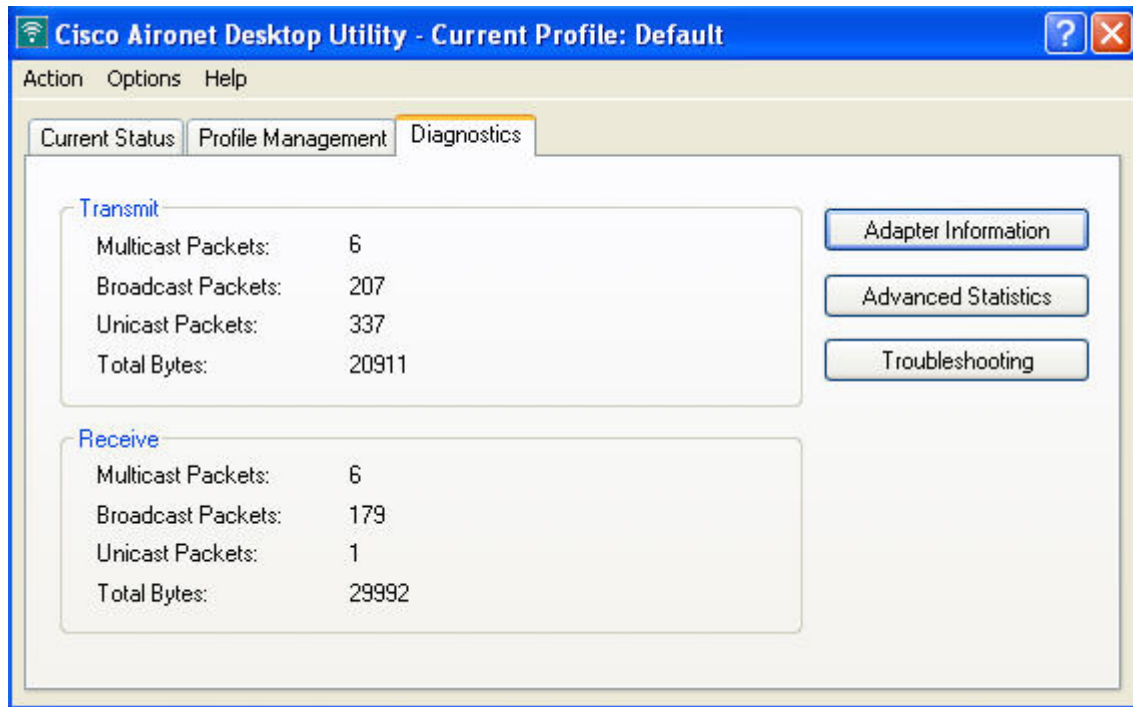 Cisco Aironet Desktop Utility - Current Profile: Default
Action Options Help
Current Status Profile Management Diagnostics
Transmit
Multicast Packets: 6
Broadcast Packets: 207
Unicast Packets: 337
Total Bytes: 20911
Adapter Information
Advanced Statistics
Troubleshooting
Receive
Multicast Packets: 6
Broadcast Packets: 179
Unicast Packets: 1
Total Bytes: 29992